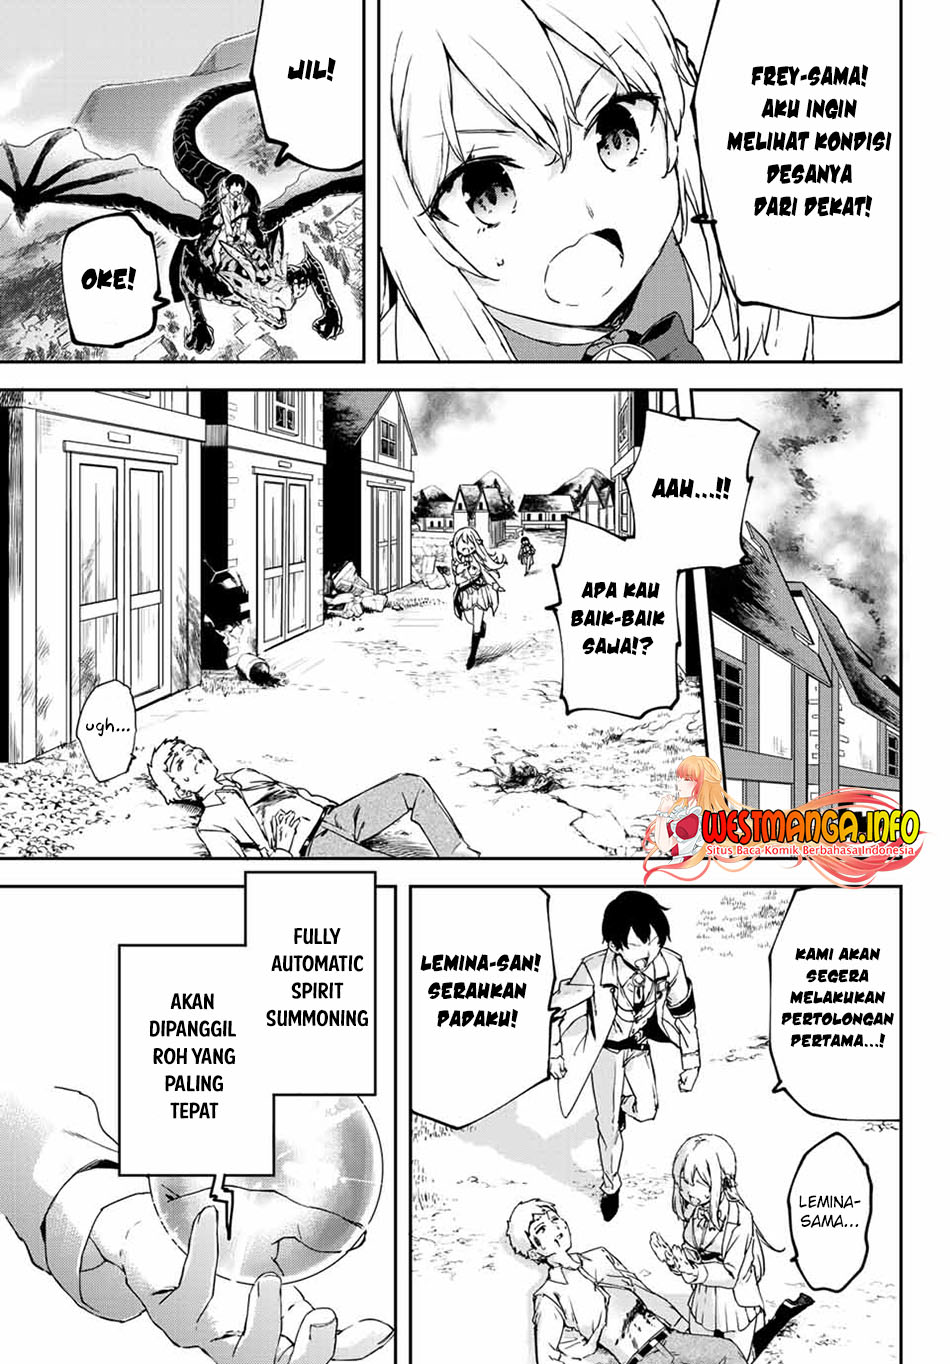 FREY-SAMA!
AKU INGIN
MELIHAT KONDISI
DESANYA
DARI DEKAT!
JIL!
OKE!
AAH...!!
APA KAU
BAIK-BAIK
SAJA!?
ugh...
WESTMANGA.INFO
Situs Baca Komik Berbahasa Indonesia
KAMI AKAN
SEGERA
MELAKUKAN
PERTOLONGAN
PERTAMA...!
LEMINA-SAN!
SERAHKAN
PADAKU!
LEMINA-
SAMA...
FULLY
AUTOMATIC
SPIRIT
SUMMONING
AKAN
DIPANGGIL
ROH YANG
PALING
TEPAT